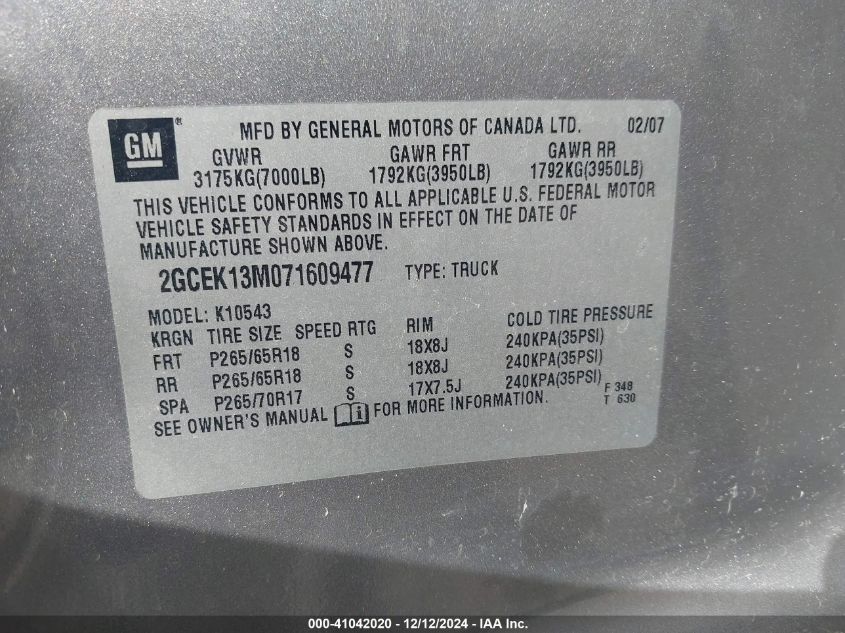 GM ® MFD BY GENERAL MOTORS OF CANADA LTD. 02/07
GVWR GAWR FRT GAWR RR
3175KG(7000LB) 1792KG(3950LB) 1792KG(3950LB)
THIS VEHICLE CONFORMS TO ALL APPLICABLE U.S. FEDERAL MOTOR
VEHICLE SAFETY STANDARDS IN EFFECT ON THE DATE OF
MANUFACTURE SHOWN ABOVE.
2GCEK13M071609477 TYPE: TRUCK
MODEL: K10543
KRGN TIRE SIZE SPEED RTG RIM COLD TIRE PRESSURE
FRT P265/65R18 S 18X8J 240KPA(35PSI)
RR P265/65R18 S 18X8J 240KPA(35PSI)
SPA P265/70R17 S 17X7.5J 240KPA(35PSI) F 348
SEE OWNER'S MANUAL i FOR MORE INFORMATION. T 630
000-41042020 - 12/12/2024 - IAA Inc.